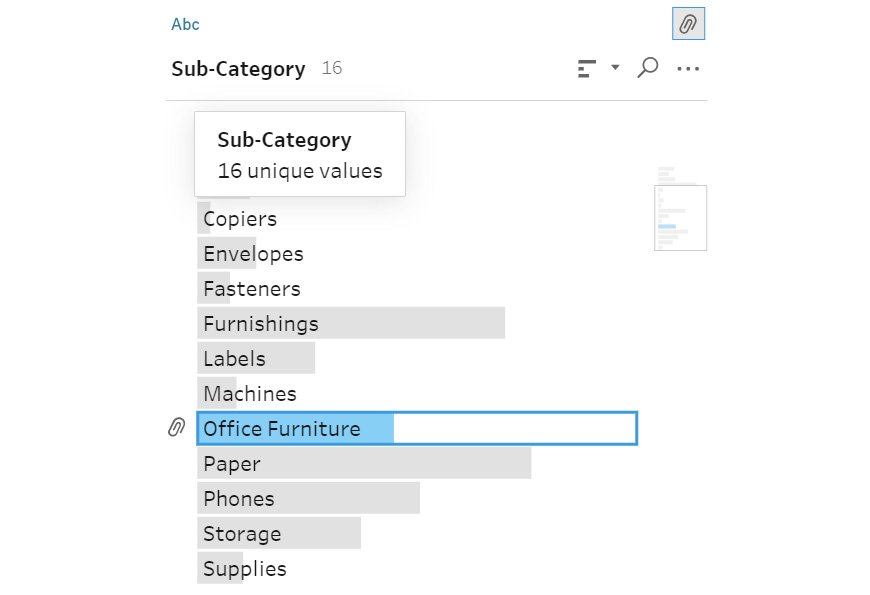 Abc
Sub-Category 16
Sub-Category
16 unique values
Copiers
Envelopes
Fasteners
Furnishings
Labels
Machines
Office Furniture
Paper
Phones
Storage
Supplies